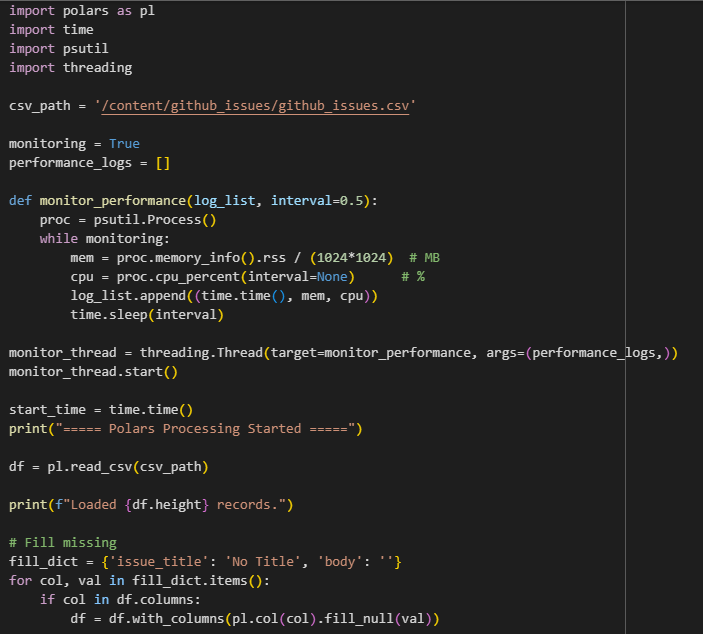 import polars as pl
import time
import psutil
import threading

csv_path = '/content/github_issues/github_issues.csv'

monitoring = True
performance_logs = []

def monitor_performance(log_list, interval=0.5):
    proc = psutil.Process()
    while monitoring:
        mem = proc.memory_info().rss / (1024*1024)  # MB
        cpu = proc.cpu_percent(interval=None)      # %
        log_list.append((time.time(), mem, cpu))
        time.sleep(interval)

monitor_thread = threading.Thread(target=monitor_performance, args=(performance_logs,))
monitor_thread.start()

start_time = time.time()
print("===== Polars Processing Started =====")

df = pl.read_csv(csv_path)

print(f"Loaded {df.height} records.")

# Fill missing
fill_dict = {'issue_title': 'No Title', 'body': ''}
for col, val in fill_dict.items():
    if col in df.columns:
        df = df.with_columns(pl.col(col).fill_null(val))